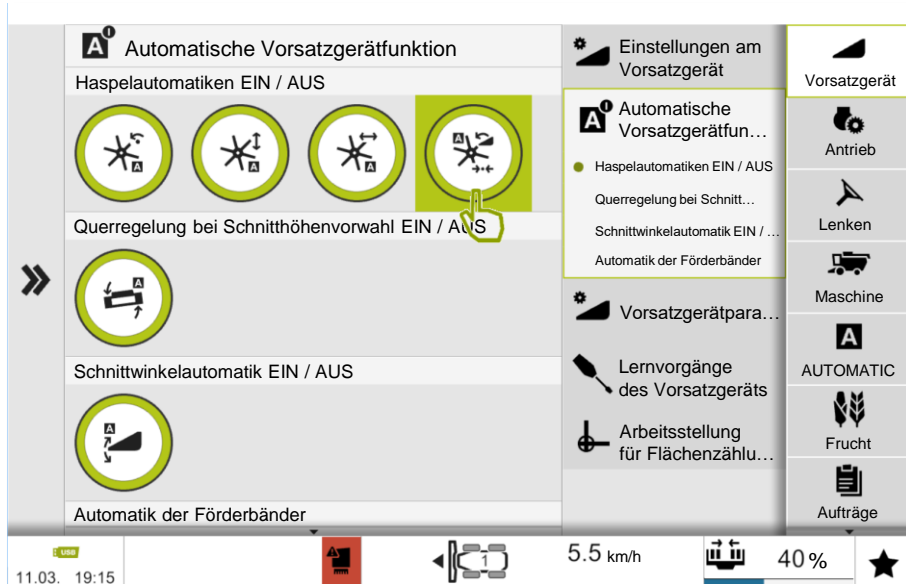 Automatische Vorsatzgerätfunktion
Haspelautomatiken EIN / AUS
A
A
A
A
Querregelung bei Schnitthöhenvorwahl EIN / AUS
A
Schnittwinkelautomatik EIN / AUS
A
Automatik der Förderbänder
Einstellungen am
Vorsatzgerät
A
Automatische
Vorsatzgerätfun…
Haspelautomatiken EIN / AUS
Querregelung bei Schnitt…
Schnittwinkelautomatik EIN / …
Automatik der Förderbänder
Vorsatzgerätpara…
Lernvorgänge
des Vorsatzgeräts
Arbeitsstellung
für Flächenzählu…
Vorsatzgerät
Antrieb
Lenken
Maschine
A
AUTOMATIC
Frucht
Aufträge
USB
11.03. 19:15
1
5.5 km/h
40 %